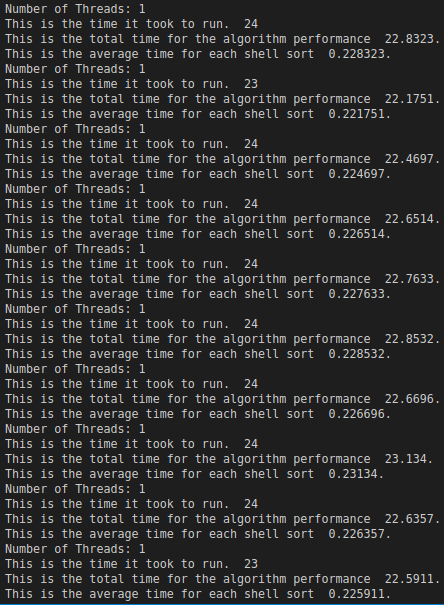 Number of Threads: 1
This is the time it took to run.  24
This is the total time for the algorithm performance  22.8323.
This is the average time for each shell sort  0.228323.
Number of Threads: 1
This is the time it took to run.  23
This is the total time for the algorithm performance  22.1751.
This is the average time for each shell sort  0.221751.
Number of Threads: 1
This is the time it took to run.  24
This is the total time for the algorithm performance  22.4697.
This is the average time for each shell sort  0.224697.
Number of Threads: 1
This is the time it took to run.  24
This is the total time for the algorithm performance  22.6514.
This is the average time for each shell sort  0.226514.
Number of Threads: 1
This is the time it took to run.  24
This is the total time for the algorithm performance  22.7633.
This is the average time for each shell sort  0.227633.
Number of Threads: 1
This is the time it took to run.  24
This is the total time for the algorithm performance  22.8532.
This is the average time for each shell sort  0.228532.
Number of Threads: 1
This is the time it took to run.  24
This is the total time for the algorithm performance  22.6696.
This is the average time for each shell sort  0.226696.
Number of Threads: 1
This is the time it took to run.  24
This is the total time for the algorithm performance  23.134.
This is the average time for each shell sort  0.23134.
Number of Threads: 1
This is the time it took to run.  24
This is the total time for the algorithm performance  22.6357.
This is the average time for each shell sort  0.226357.
Number of Threads: 1
This is the time it took to run.  23
This is the total time for the algorithm performance  22.5911.
This is the average time for each shell sort  0.225911.